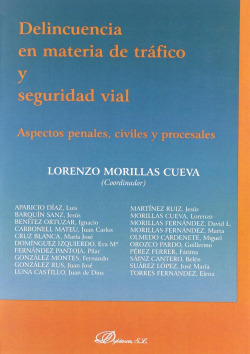 Delincuencia
en materia de tráfico
y
seguridad vial
Aspectos penales, civiles y procesales
LORENZO MORILLAS CUEVA
(Coordinador)
APARICIO DÍAZ, Luis
BARQUÍN SANZ, Jesús
BENÍTEZ ORTÚZAR, Ignacio
CARBONELL MATEU, Juan Carlos
CRUZ BLANCA, María José
DOMÍNGUEZ IZQUIERDO, Eva Mª
FERNÁNDEZ PANTOJA, Pilar
GONZÁLEZ MONTES, Fernando
GONZÁLEZ RUS, Juan José
LUNA CASTILLO, Juan de Dios
MARTÍNEZ RUIZ, Jesús
MORILLAS CUEVA, Lorenzo
MORILLAS FERNÁNDEZ, David L.
MORILLAS FERNÁNDEZ, Marta
OLMEDO CARDENETE, Miguel
OROZCO PARDO, Guillermo
PÉREZ FERRER, Fátima
SÁINZ CANTERO, Belén
SUÁREZ LÓPEZ, José María
TORRES FERNÁNDEZ, Elena
Dykinson, S.L.